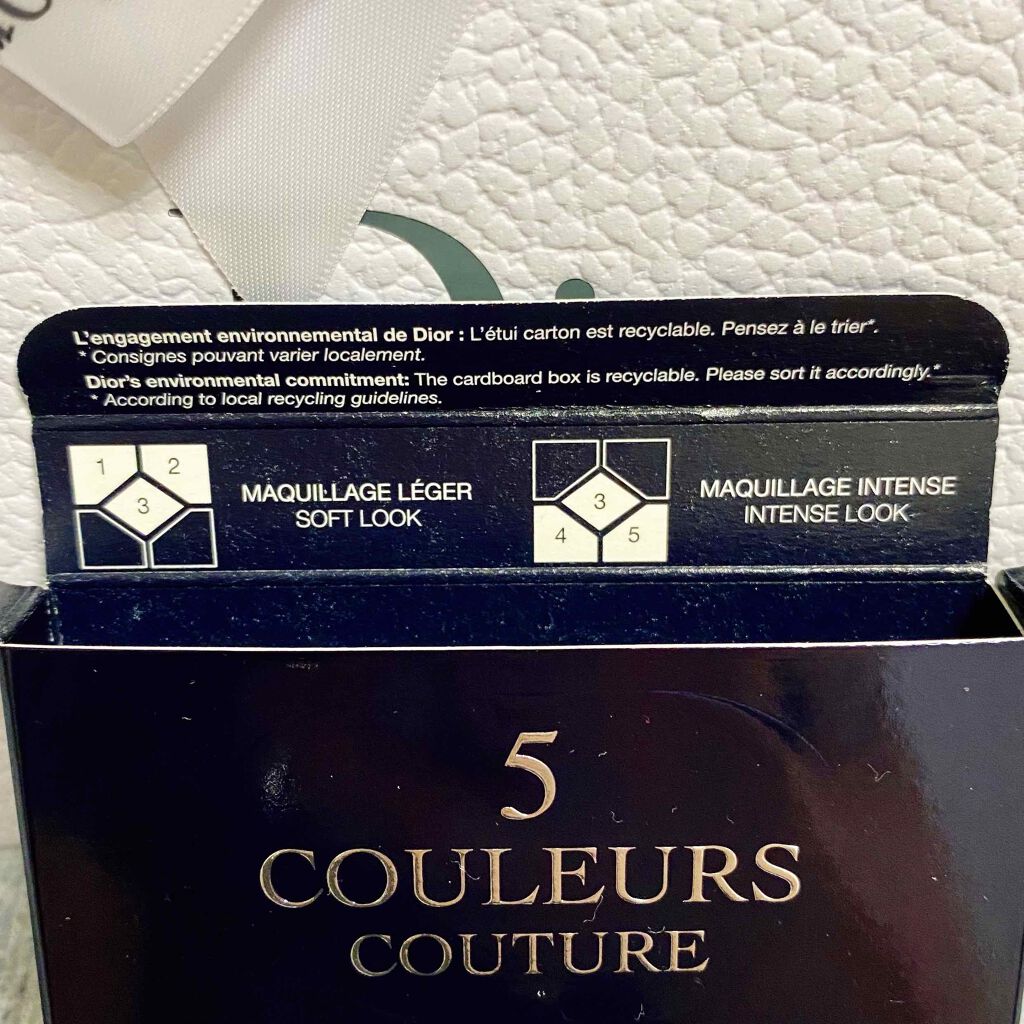 L'engagement environnemental de Dior : L'étui carton est recyclable. Pensez à le trier*.
* Consignes pouvant varier localement.
Dior's environmental commitment: The cardboard box is recyclable. Please sort it accordingly.*
* According to local recycling guidelines.
1 2
3
MAQUILLAGE LÉGER
SOFT LOOK
3
4 5
MAQUILLAGE INTENSE
INTENSE LOOK
5
COULEURS
COUTURE